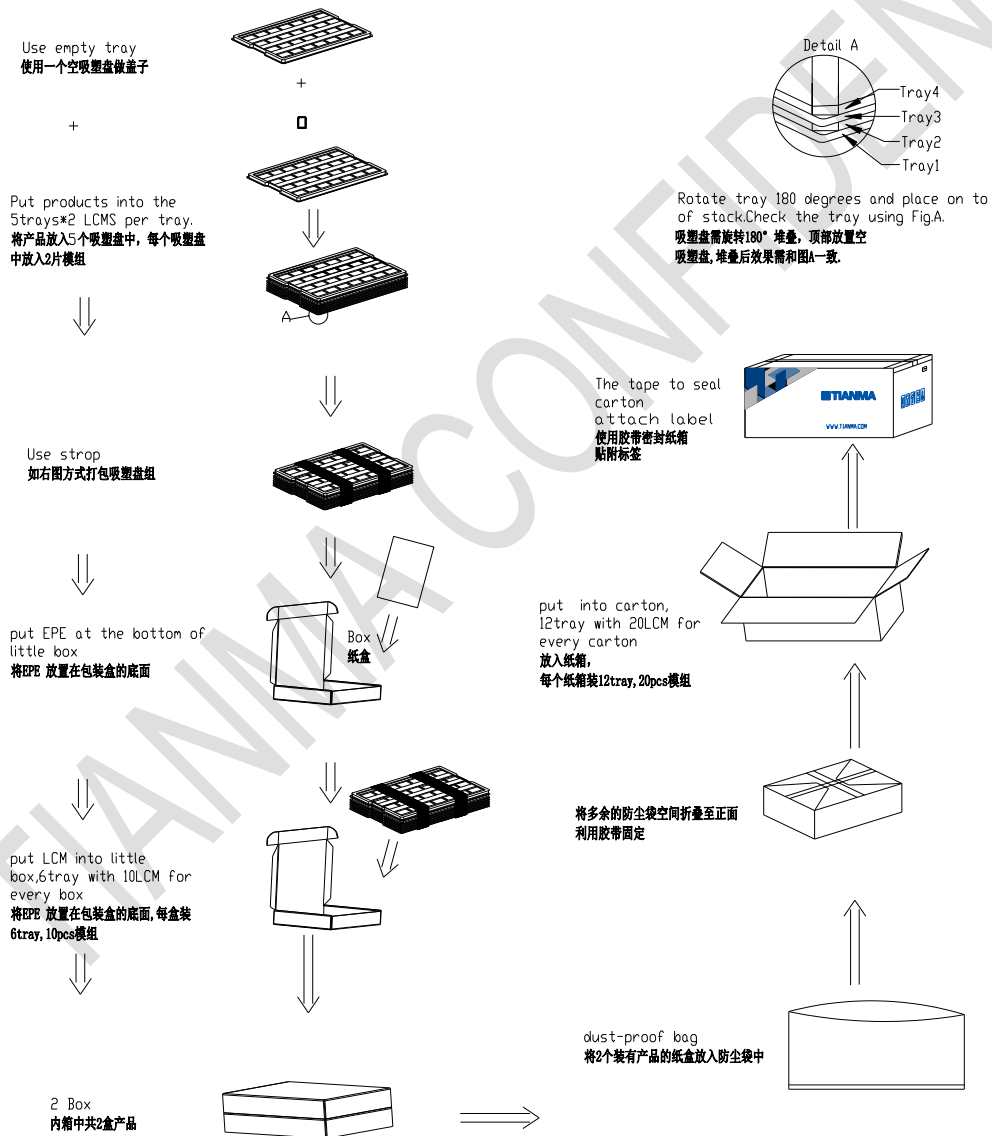 Use empty tray
使用一个空吸塑盘做盖子
+
+
Put products into the
5trays*2 LCMS per tray.
将产品放入5个吸塑盘中，每个吸塑盘
中放入2片模组
A
Use strop
如右图方式打包吸塑盘组
put EPE at the bottom of
little box
将EPE 放置在包装盒的底面
Box
纸盒
put LCM into little
box,6tray with 10LCM for
every box
将EPE 放置在包装盒的底面,每盒装
6tray,10pcs模组
2 Box
内箱中共2盒产品
dust-proof bag
将2个装有产品的纸盒放入防尘袋中
将多余的防尘袋空间折叠至正面
利用胶带固定
put  into carton,
12tray with 20LCM for
every carton
放入纸箱,
每个纸箱装12tray,20pcs模组
The tape to seal
carton
attach label
使用胶带密封纸箱
贴附标签
TIANMA
WWW.TIANMA.COM
Detail A
Tray4
Tray3
Tray2
Tray1
Rotate tray 180 degrees and place on to
of stack.Check the tray using Fig.A.
吸塑盘需旋转180°堆叠，顶部放置空
吸塑盘,堆叠后效果需和图A一致.
TIANMA CONFIDEN